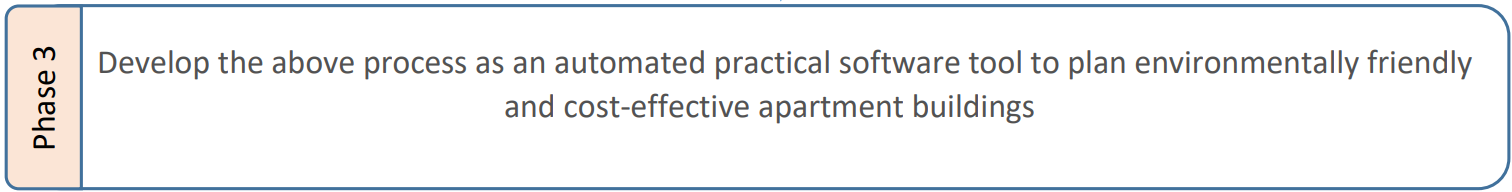 Phase 3
Develop the above process as an automated practical software tool to plan environmentally friendly
and cost-effective apartment buildings